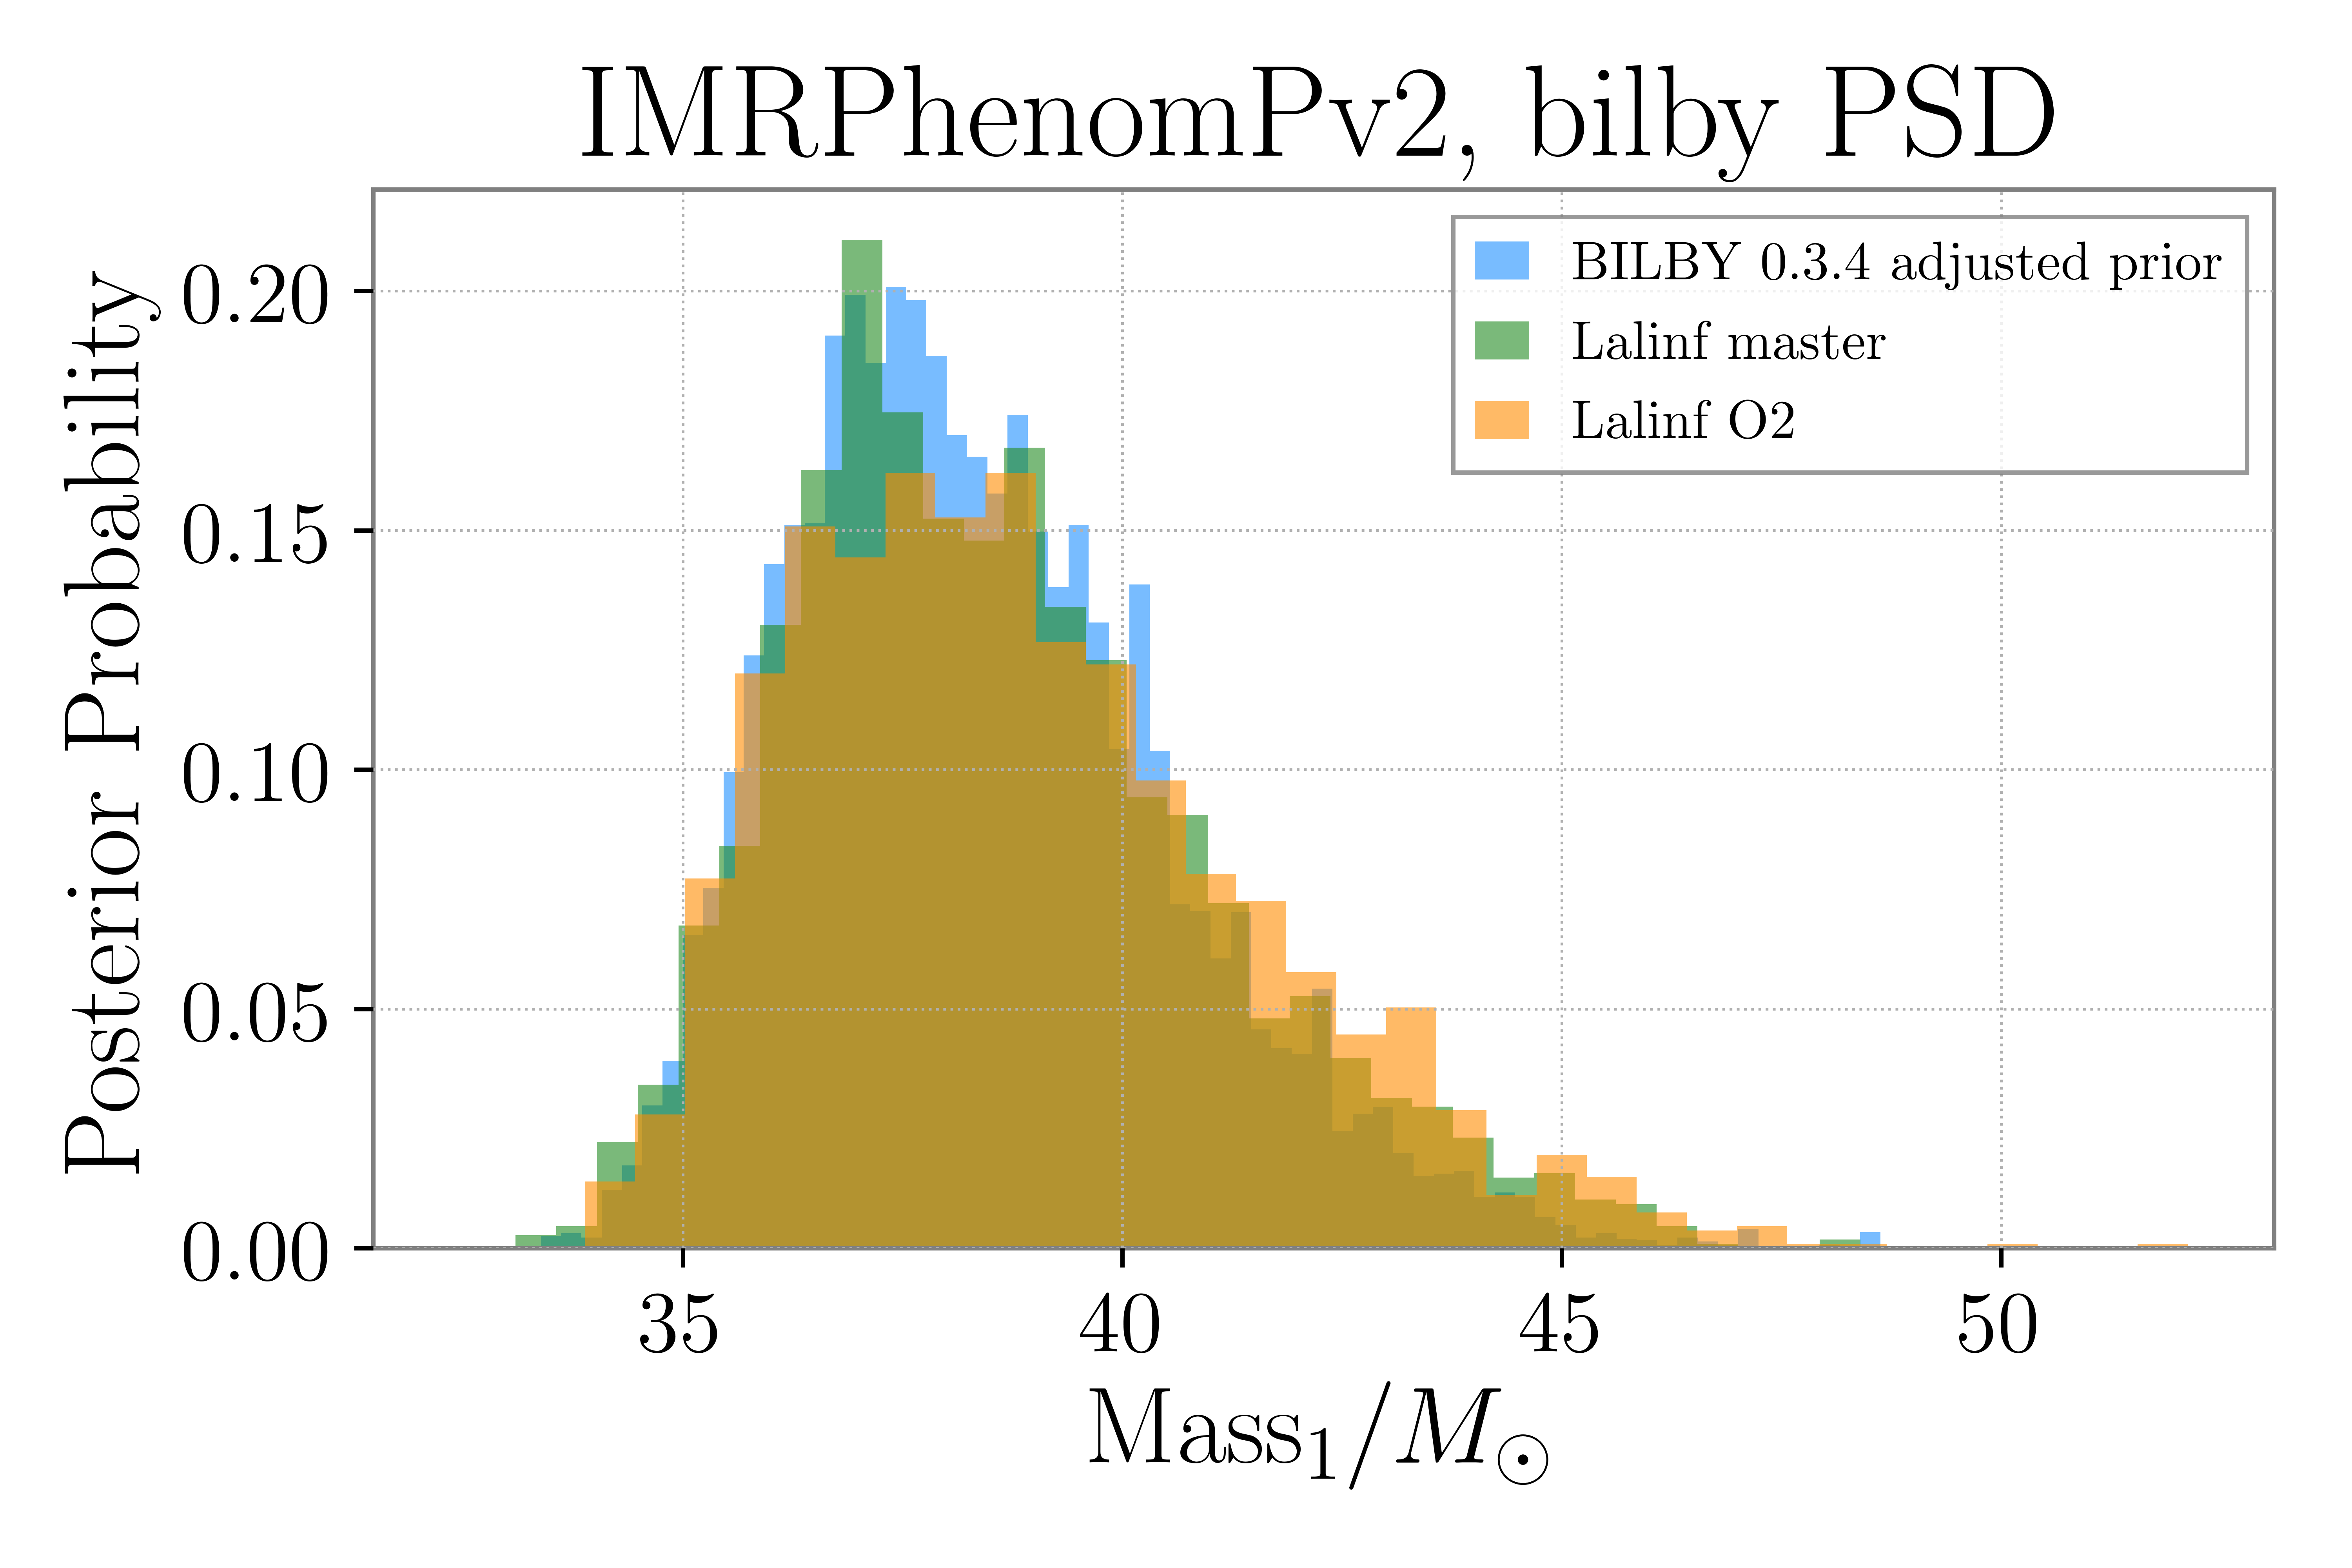 IMRPhenomPv2, bilby PSD
BILBY 0.3.4 adjusted prior
Lalinf master
Lalinf O2
Posterior Probability
0.20
0.15
0.10
0.05
0.00
35 40 45 50
Mass₁/M⊙